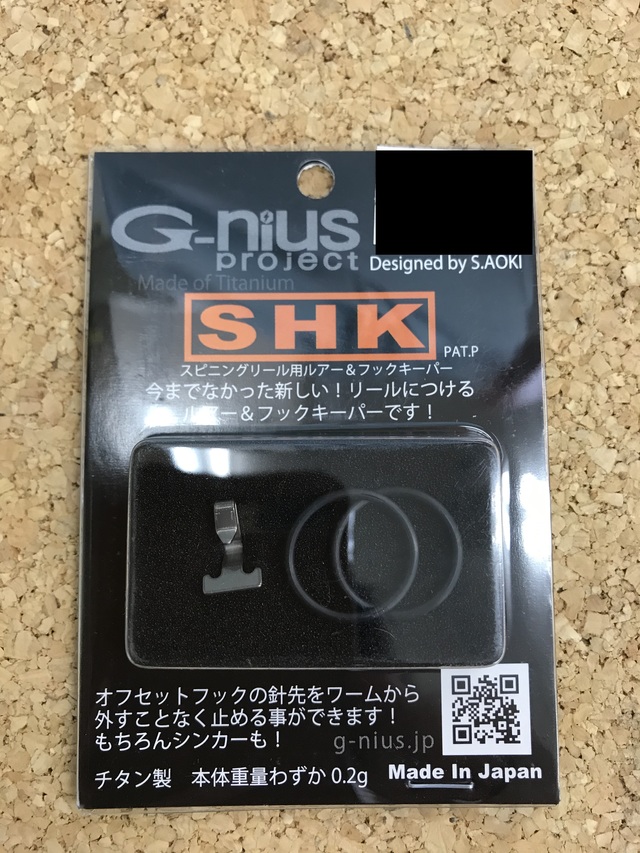 G-nius
project
Designed by S.AOKI
Made of Titanium
SHK
PAT.P
スピニングリール用ルアー＆フックキーパー
今までなかった新しい！リールにつける
ルアー＆フックキーパーです！
オフセットフックの針先をワームから
外すことなく止める事ができます！
もちろんシンカーも！
g-nius.jp
チタン製 本体重量わずか 0.2g
Made In Japan